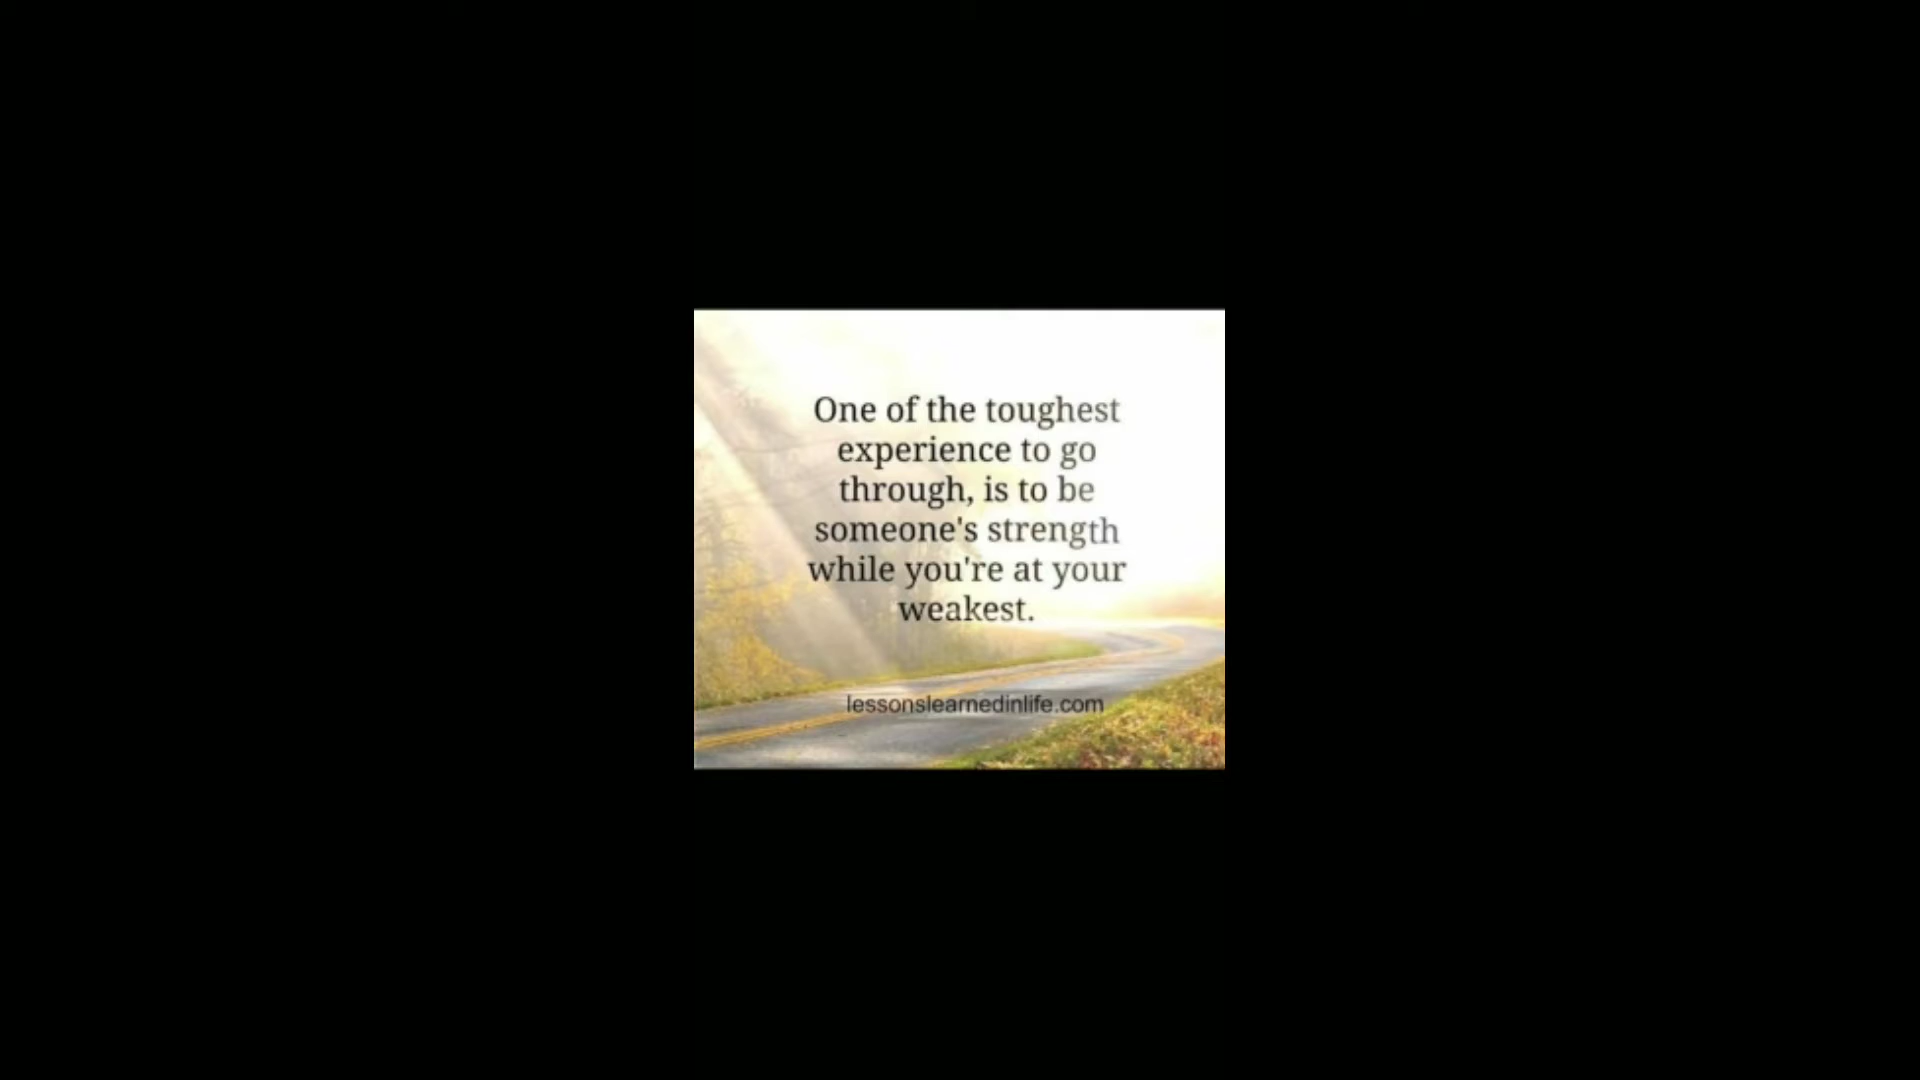 One of the toughest
experience to go
through, is to be
someone's strength
while you're at your
weakest.
lessonslearnedinlife.com